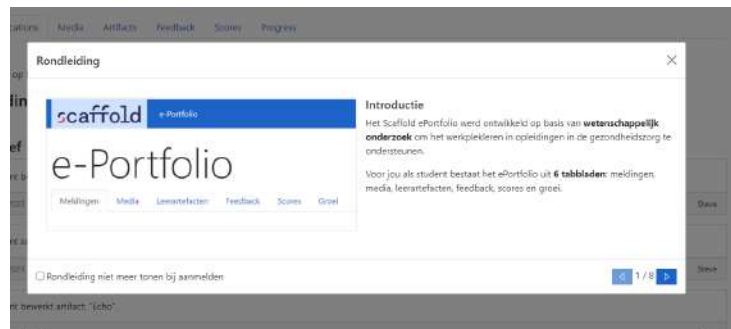 Media Artifacts Feedback Scores Progress
Rondleiding
scaffold e-Portfolio
e-Portfolio
Meldingen Media Leerartefacten Feedback Scores Groei
Introductie
Het Scaffold ePortfolio werd ontwikkeld op basis van wetenschappelijk
onderzoek om het werkplekleren in opleidingen in de gezondheidszorg te
ondersteunen.
Voor jou als student bestaat het ePortfolio uit 6 tabbladen: meldingen,
media, leerartefacten, feedback, scores en groei.
Steve
Rondleiding niet meer tonen bij aanmelden
1 / 8
bewerkt artifact: "Echo".